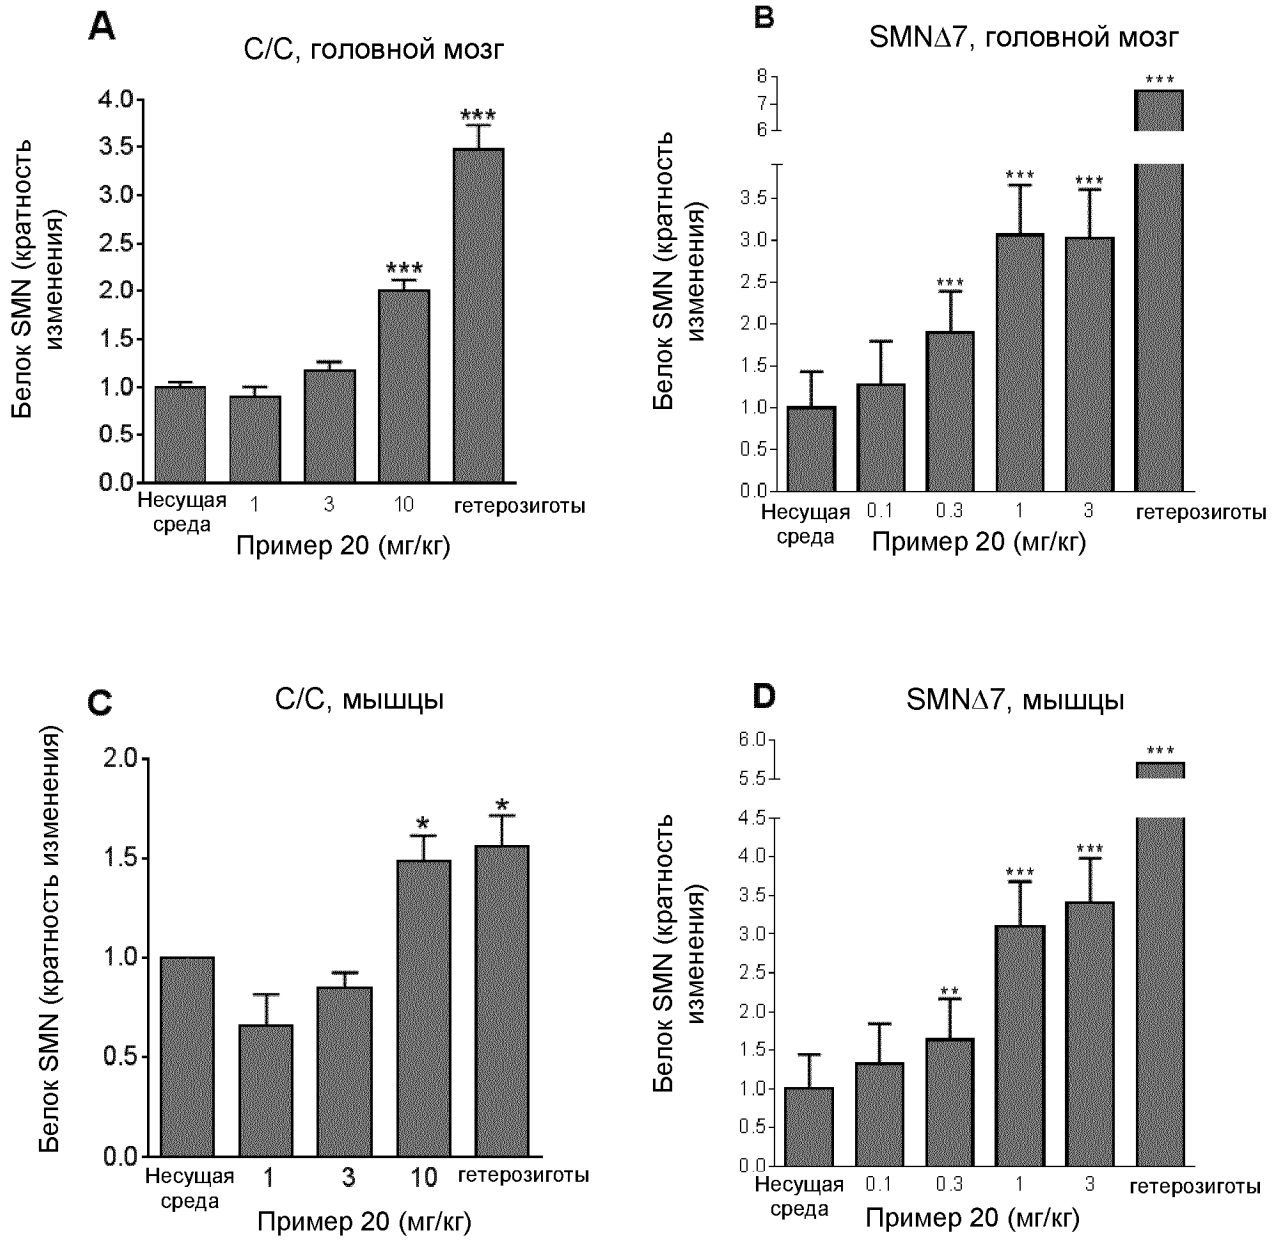 A
C/C, головной мозг
Белок SMN (кратность
изменения)
4.0
3.5
3.0
2.5
2.0
1.5
1.0
0.5
0.0
***
***
Несущая
среда
1
3
10
гетерозиготы
Пример 20 (мг/кг)
B
SMNΔ7, головной мозг
Белок SMN (кратность
изменения)
8
7
6
3.5
3.0
2.5
2.0
1.5
1.0
0.5
0.0
***
***
***
***
Несущая
среда
0.1
0.3
1
3
гетерозиготы
Пример 20 (мг/кг)
C
C/C, мышцы
Белок SMN (кратность изменения)
2.0
1.5
1.0
0.5
0.0
*
*
Несущая
среда
1
3
10
гетерозиготы
Пример 20 (мг/кг)
D
SMNΔ7, мышцы
Белок SMN (кратность
изменения)
6.0
5.5
4.5
4.0
3.5
3.0
2.5
2.0
1.5
1.0
0.5
0.0
**
***
***
***
Несущая
среда
0.1
0.3
1
3
гетерозиготы
Пример 20 (мг/кг)